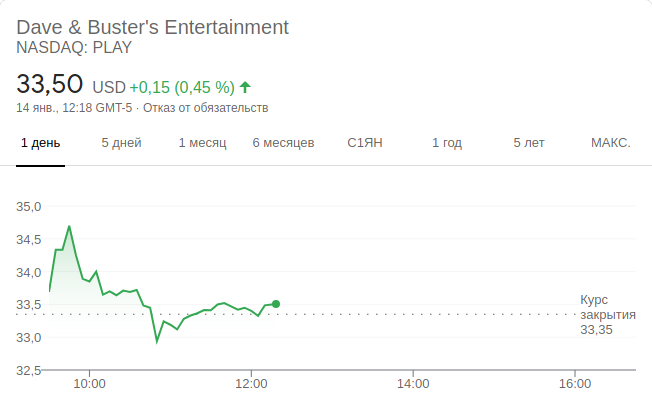 Dave & Buster's Entertainment
NASDAQ: PLAY
33,50 USD +0,15 (0,45 %)
14 янв., 12:18 GMT-5 · Отказ от обязательств
1 день 5 дней 1 месяц 6 месяцев С1ЯН 1 год 5 лет МАКС.
35,0
34,5
34,0
33,5
33,0
32,5
Курс
закрытия
33,35
10:00 12:00 14:00 16:00